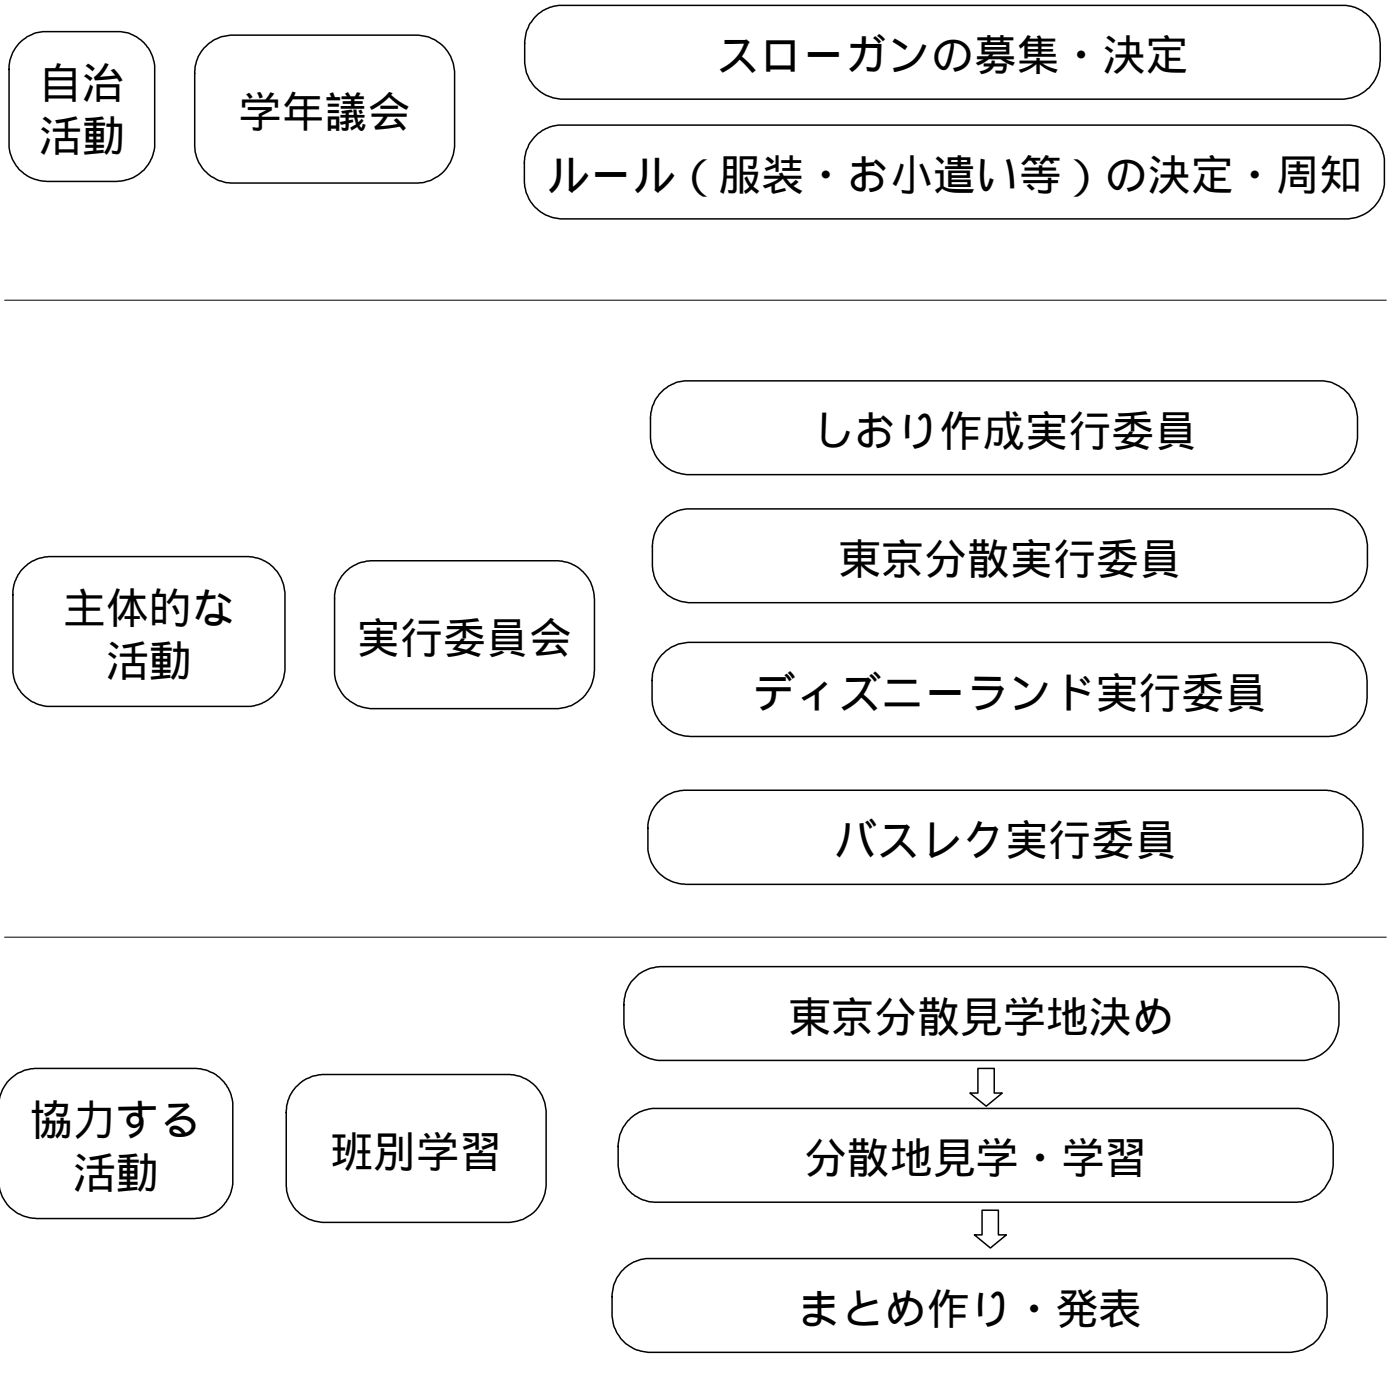 自治
活動
学年議会
スローガンの募集・決定
ルール（服装・お小遣い等）の決定・周知
主体的な
活動
実行委員会
しおり作成実行委員
東京分散実行委員
ディズニーランド実行委員
バスレク実行委員
協力する
活動
班別学習
東京分散見学地決め
分散地見学・学習
まとめ作り・発表